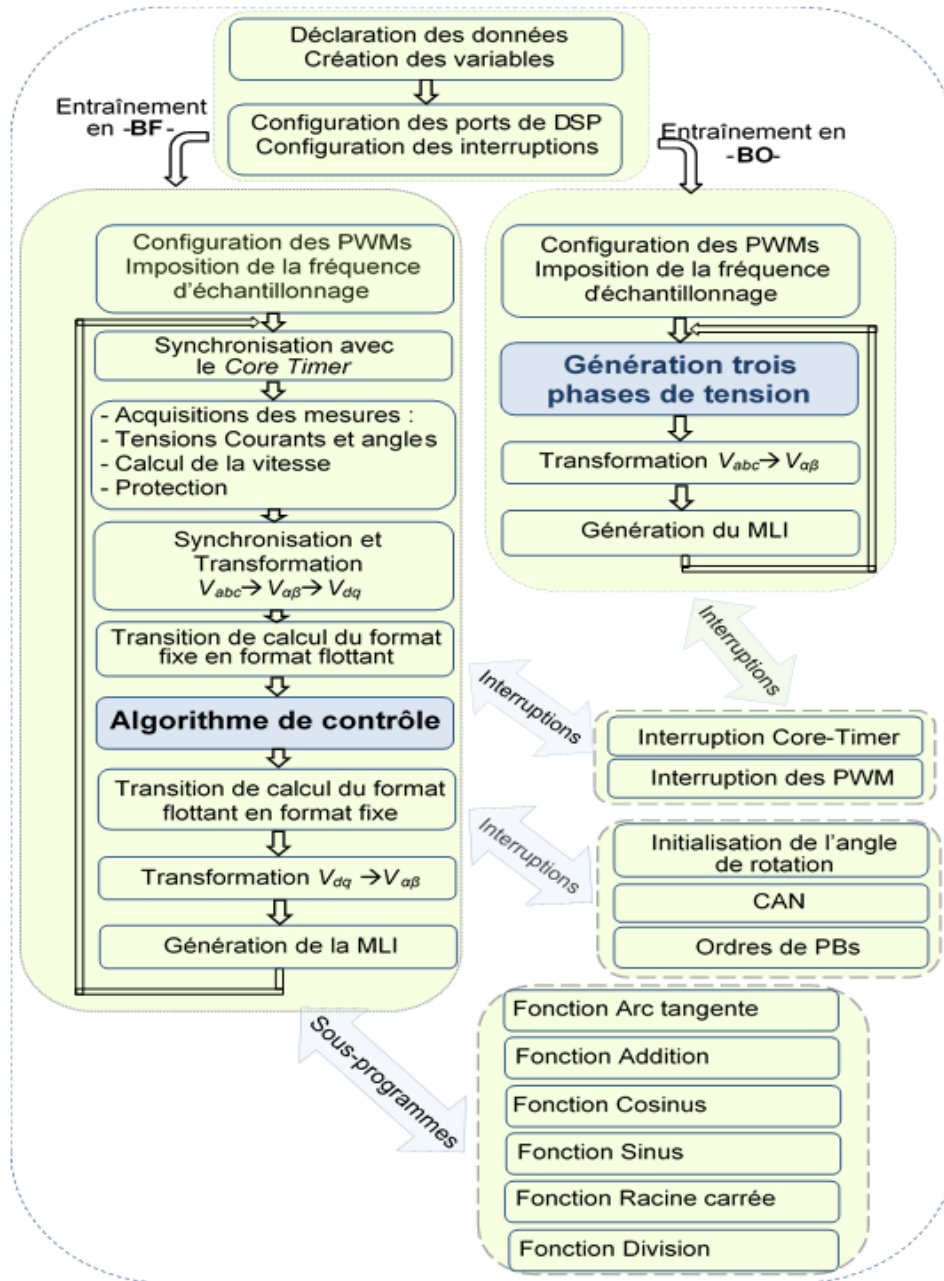 Déclaration des données
Création des variables
Entraînement
en -BF-
Configuration des ports de DSP
Configuration des interruptions
Entraînement en
-BO-
Configuration des PWMs
Imposition de la fréquence
d'échantillonnage
Synchronisation avec
le Core Timer
- Acquisitions des mesures :
- Tensions Courants et angles
- Calcul de la vitesse
- Protection
Synchronisation et
Transformation
Vabc→ Vαβ→ Vdq
Transition de calcul du format
fixe en format flottant
Algorithme de contrôle
Transition de calcul du format
flottant en format fixe
Transformation Vdq →Vαβ
Génération de la MLI
Configuration des PWMs
Imposition de la fréquence
d'échantillonnage
Génération trois
phases de tension
Transformation Vabc→ Vαβ
Génération du MLI
Interruptions
Interruptions
Interruption Core-Timer
Interruption des PWM
Interruptions
Initialisation de l'angle
de rotation
CAN
Ordres de PBs
Sous-programmes
Fonction Arc tangente
Fonction Addition
Fonction Cosinus
Fonction Sinus
Fonction Racine carrée
Fonction Division